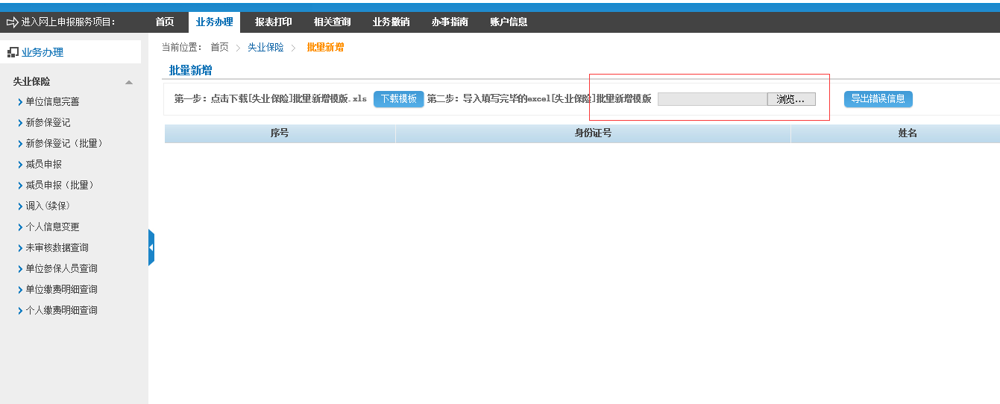 进入网上申报服务项目： 首页 业务办理 报表打印 相关查询 业务撤销 办事指南 账户信息
业务办理
当前位置： 首页 > 失业保险 > 批量新增
批量新增
失业保险
单位信息完善
新参保登记
新参保登记（批量）
减员申报
减员申报（批量）
调入(续保)
个人信息变更
未审核数据查询
单位参保人员查询
单位缴费明细查询
个人缴费明细查询
第一步：点击下载[失业保险]批量新增模版.xls 下载模板 第二步：导入填写完毕的excel[失业保险]批量新增模版 浏览... 导出错误信息
序号 身份证号 姓名